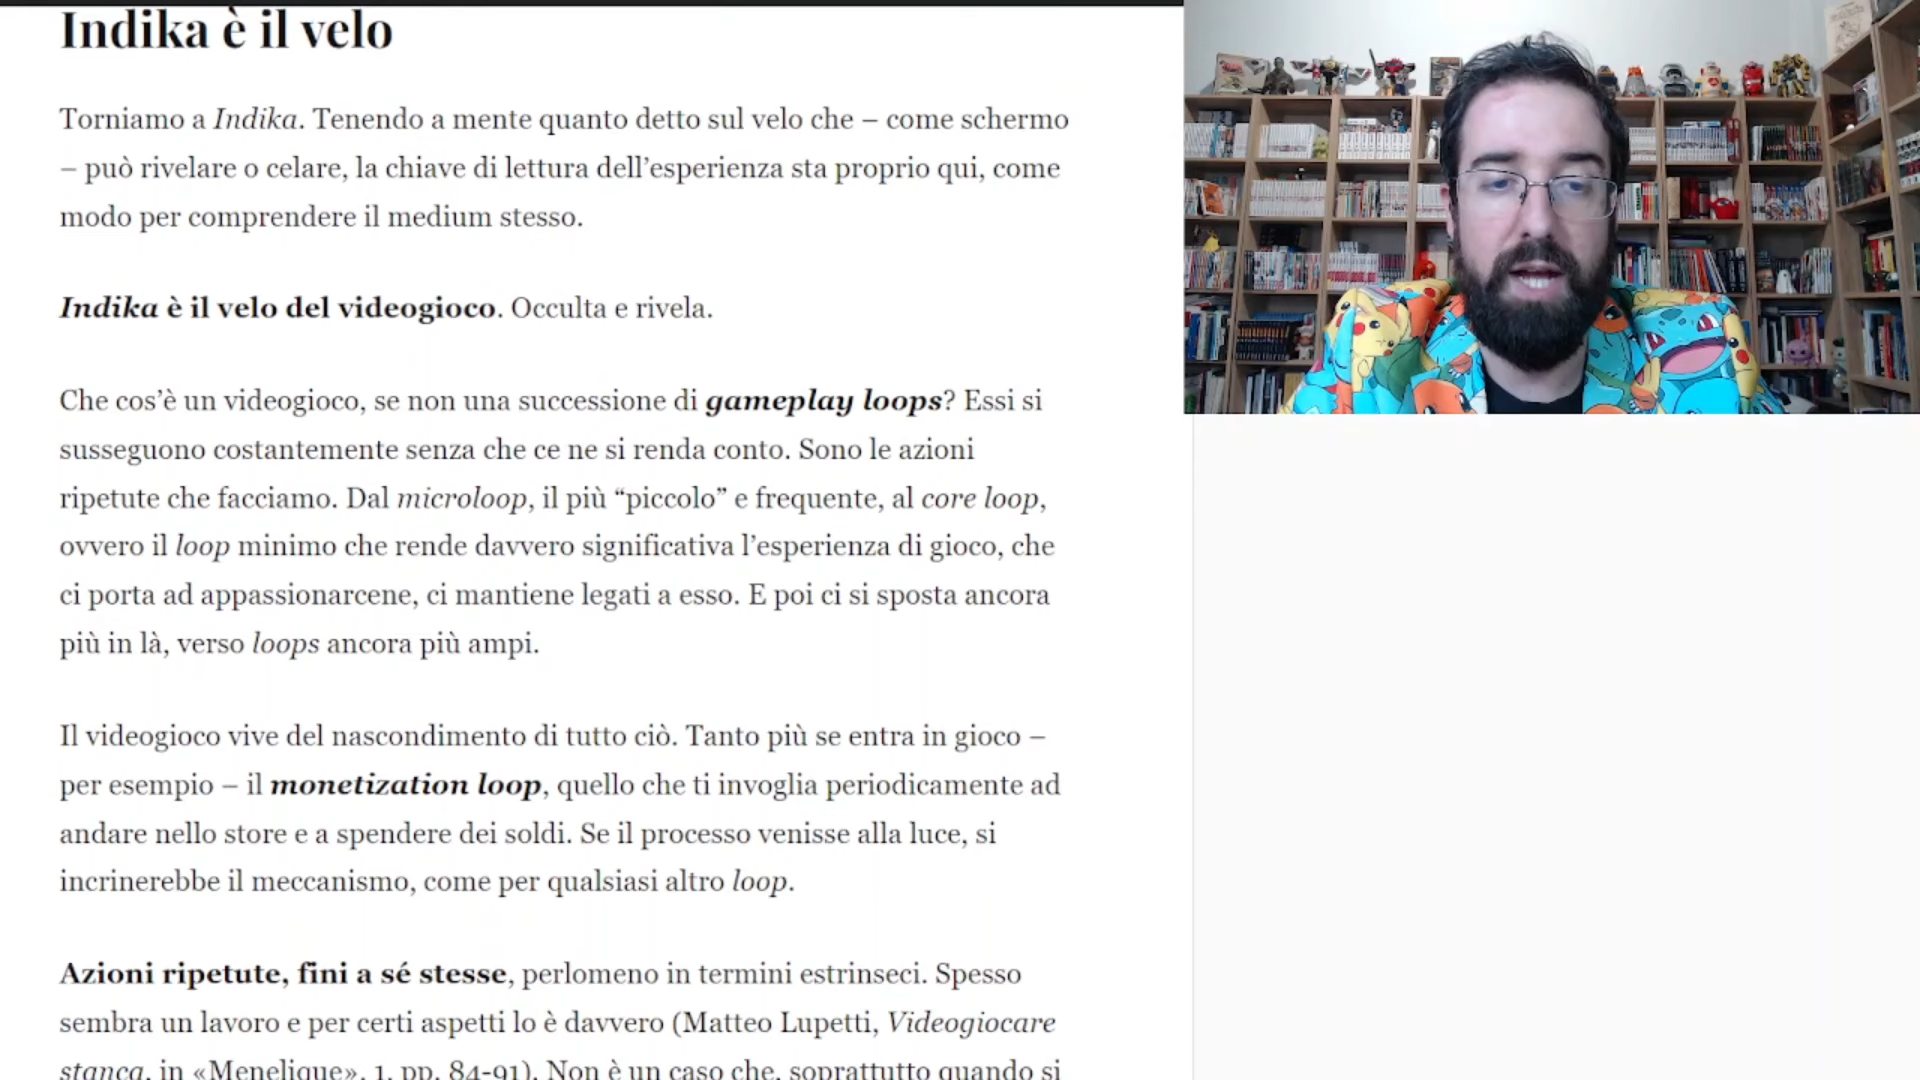 Indika è il velo
Torniamo a Indika. Tenendo a mente quanto detto sul velo che – come schermo
– può rivelare o celare, la chiave di lettura dell’esperienza sta proprio qui, come
modo per comprendere il medium stesso.
Indika è il velo del videogioco. Occulta e rivela.
Che cos’è un videogioco, se non una successione di gameplay loops? Essi si
susseguono costantemente senza che ce ne si renda conto. Sono le azioni
ripetute che facciamo. Dal microloop, il più “piccolo” e frequente, al core loop,
ovvero il loop minimo che rende davvero significativa l’esperienza di gioco, che
ci porta ad appassionarcene, ci mantiene legati a esso. E poi ci si sposta ancora
più in là, verso loops ancora più ampi.
Il videogioco vive del nascondimento di tutto ciò. Tanto più se entra in gioco –
per esempio – il monetization loop, quello che ti invoglia periodicamente ad
andare nello store e a spendere dei soldi. Se il processo venisse alla luce, si
incrinerebbe il meccanismo, come per qualsiasi altro loop.
Azioni ripetute, fini a sé stesse, perlomeno in termini estrinseci. Spesso
sembra un lavoro e per certi aspetti lo è davvero (Matteo Lupetti, Videogiocare
stanca, in «Menelique», 1, pp. 84-91). Non è un caso che, soprattutto quando si